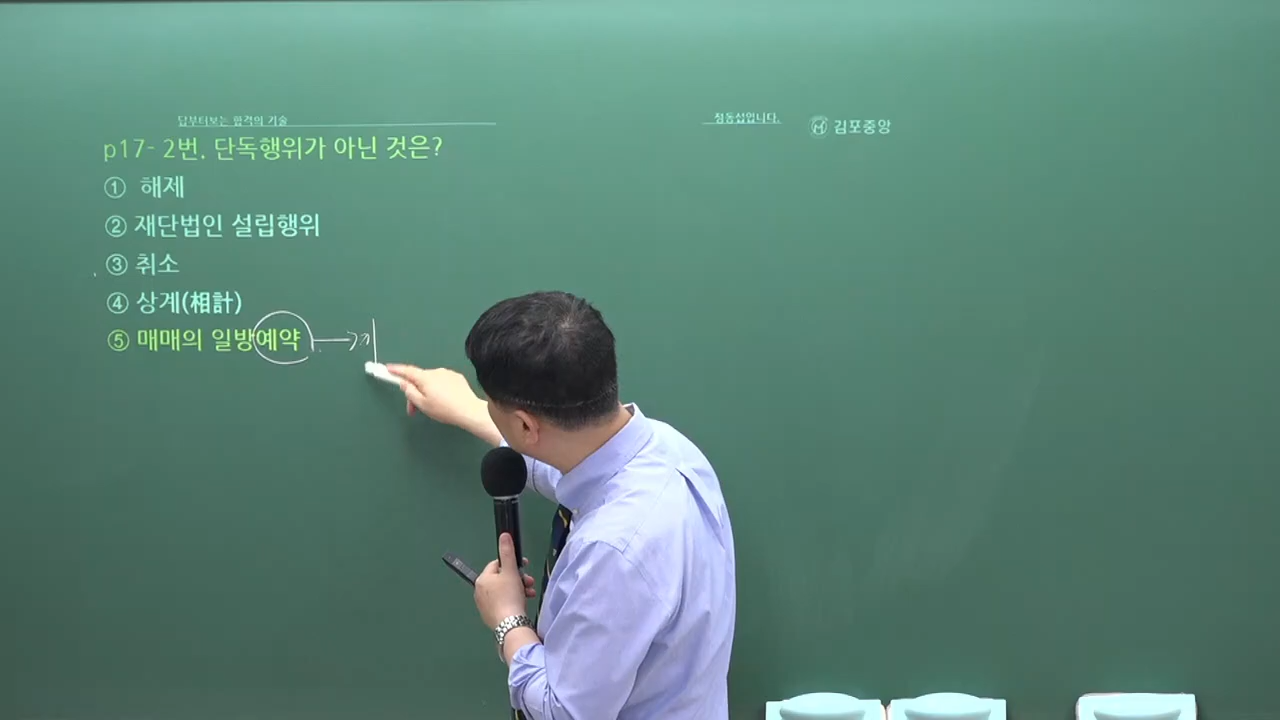 답부터보는 합격의 기술
정동섭입니다.
김포중앙
p17- 2번. 단독행위가 아닌 것은?
① 해제
② 재단법인 설립행위
③ 취소
④ 상계(相計)
⑤ 매매의 일방예약 →